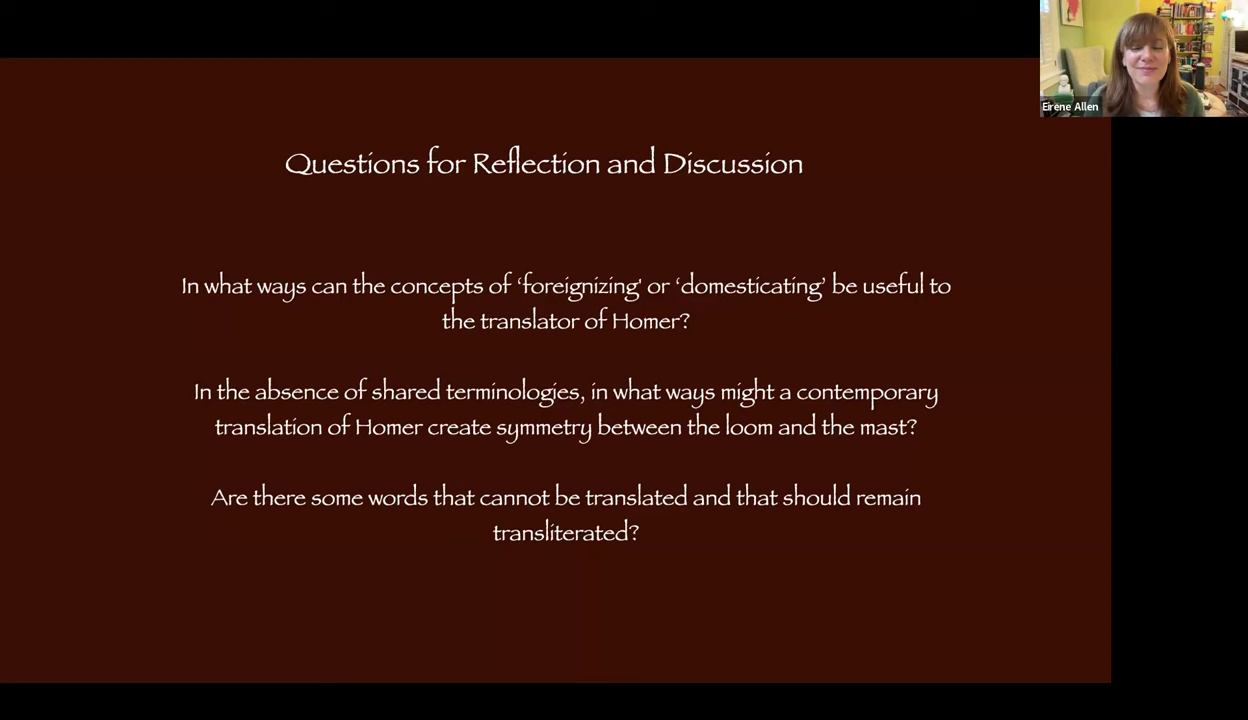 Eirene Allen
Questions for Reflection and Discussion
In what ways can the concepts of ‘foreignizing' or ‘domesticating’ be useful to
the translator of Homer?
In the absence of shared terminologies, in what ways might a contemporary
translation of Homer create symmetry between the loom and the mast?
Are there some words that cannot be translated and that should remain
transliterated?